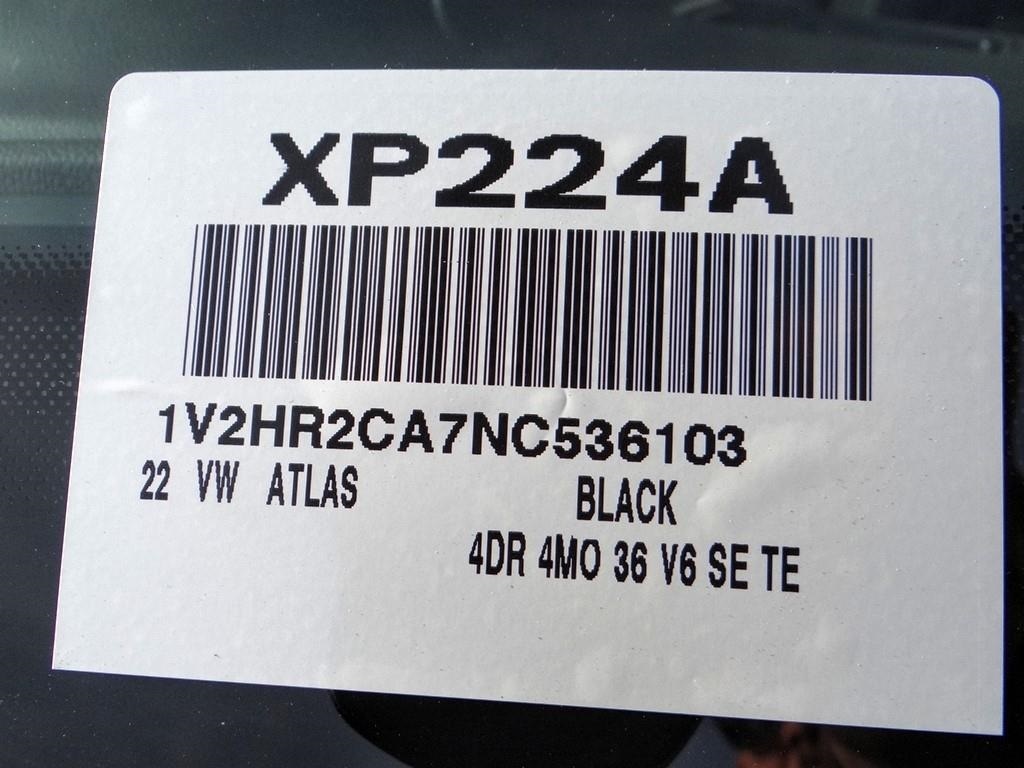 XP224A
1V2HR2CA7NC536103
22 VW ATLAS BLACK
4DR 4MO 36 V6 SE TE